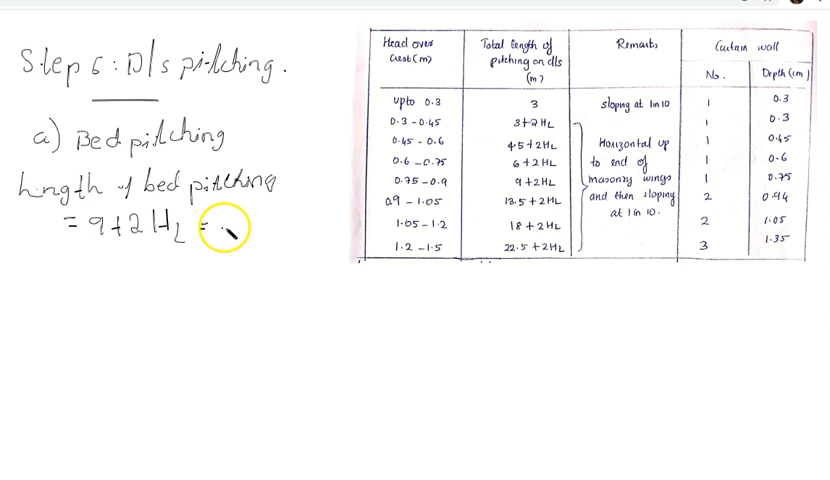 Step 6: D/s pitching.
a) Bed pitching
length of bed pitching
= 9+2HL =
Head over Crest(m) Total length of pitching on d/s (m) Remarks Curtain wall
No. Depth(m)
upto 0.3 3 sloping at 1 in 10 1 0.3
0.3 - 0.45 3+2HL 1 0.3
0.45 - 0.6 4.5+2HL Horizontal up 1 0.45
0.6 - 0.75 6+2HL to end of 1 0.6
0.75 - 0.9 9+2HL masonry wings 1 0.75
0.9 - 1.05 13.5+2HL and then sloping 2 0.94
1.05 - 1.2 18+2HL at 1 in 10. 2 1.05
1.2 - 1.5 22.5+2HL 3 1.35